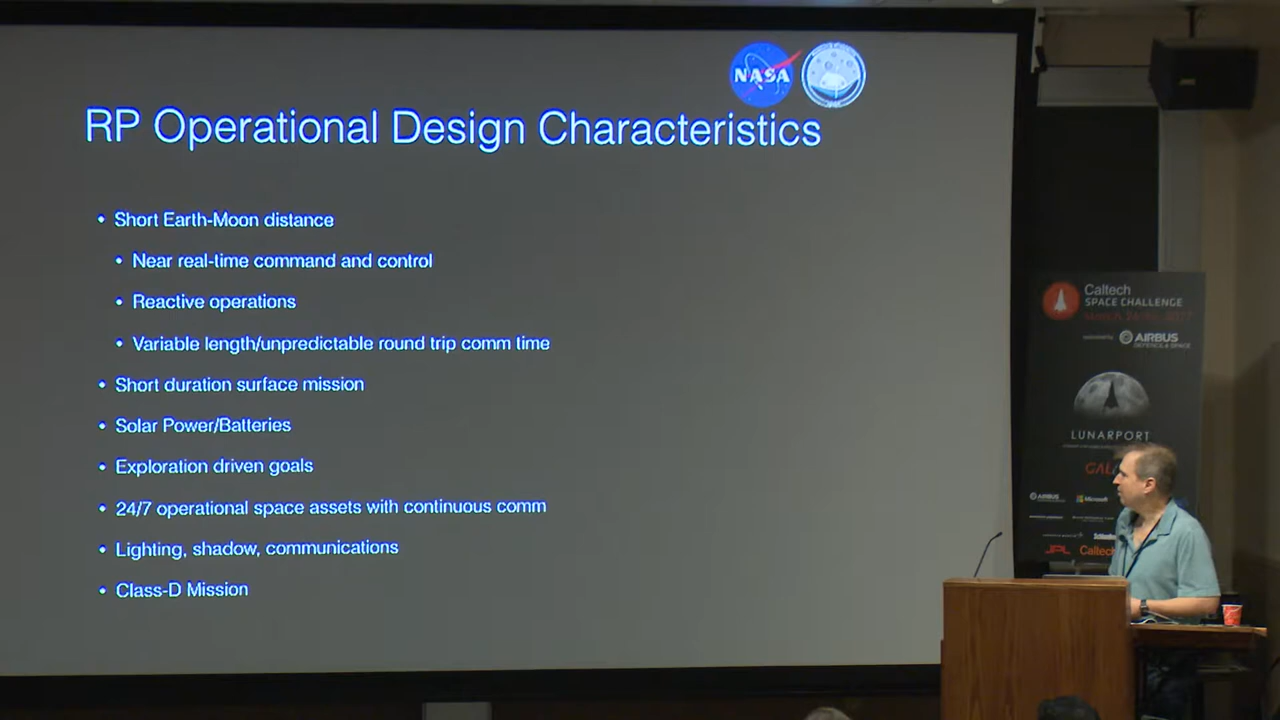 NASA
RP Operational Design Characteristics
• Short Earth-Moon distance
• Near real-time command and control
• Reactive operations
• Variable length/unpredictable round trip comm time
• Short duration surface mission
• Solar Power/Batteries
• Exploration driven goals
• 24/7 operational space assets with continuous comm
• Lighting, shadow, communications
• Class-D Mission
Caltech
SPACE CHALLENGE
AIRBUS
DEFENCE & SPACE
LUNARPORT
AIRBUS
Microsoft
JPL